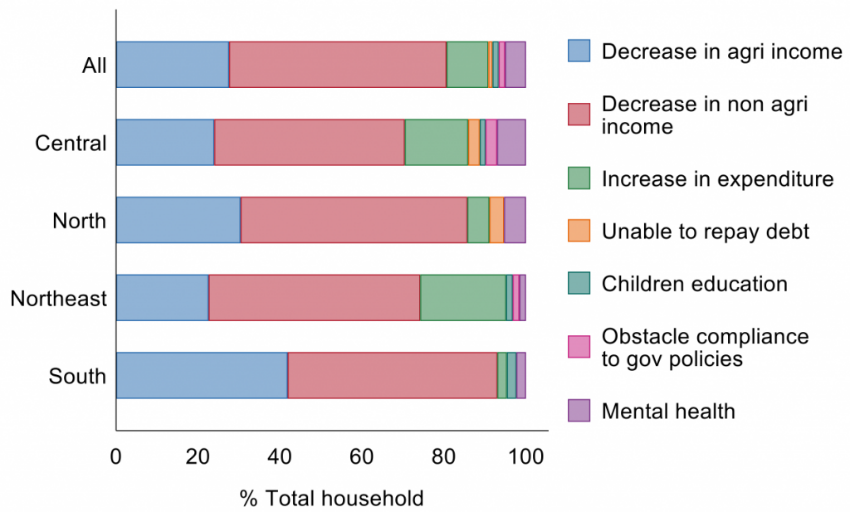 All
Central
North
Northeast
South
0 20 40 60 80 100
% Total household
Decrease in agri income
Decrease in non agri
income
Increase in expenditure
Unable to repay debt
Children education
Obstacle compliance
to gov policies
Mental health